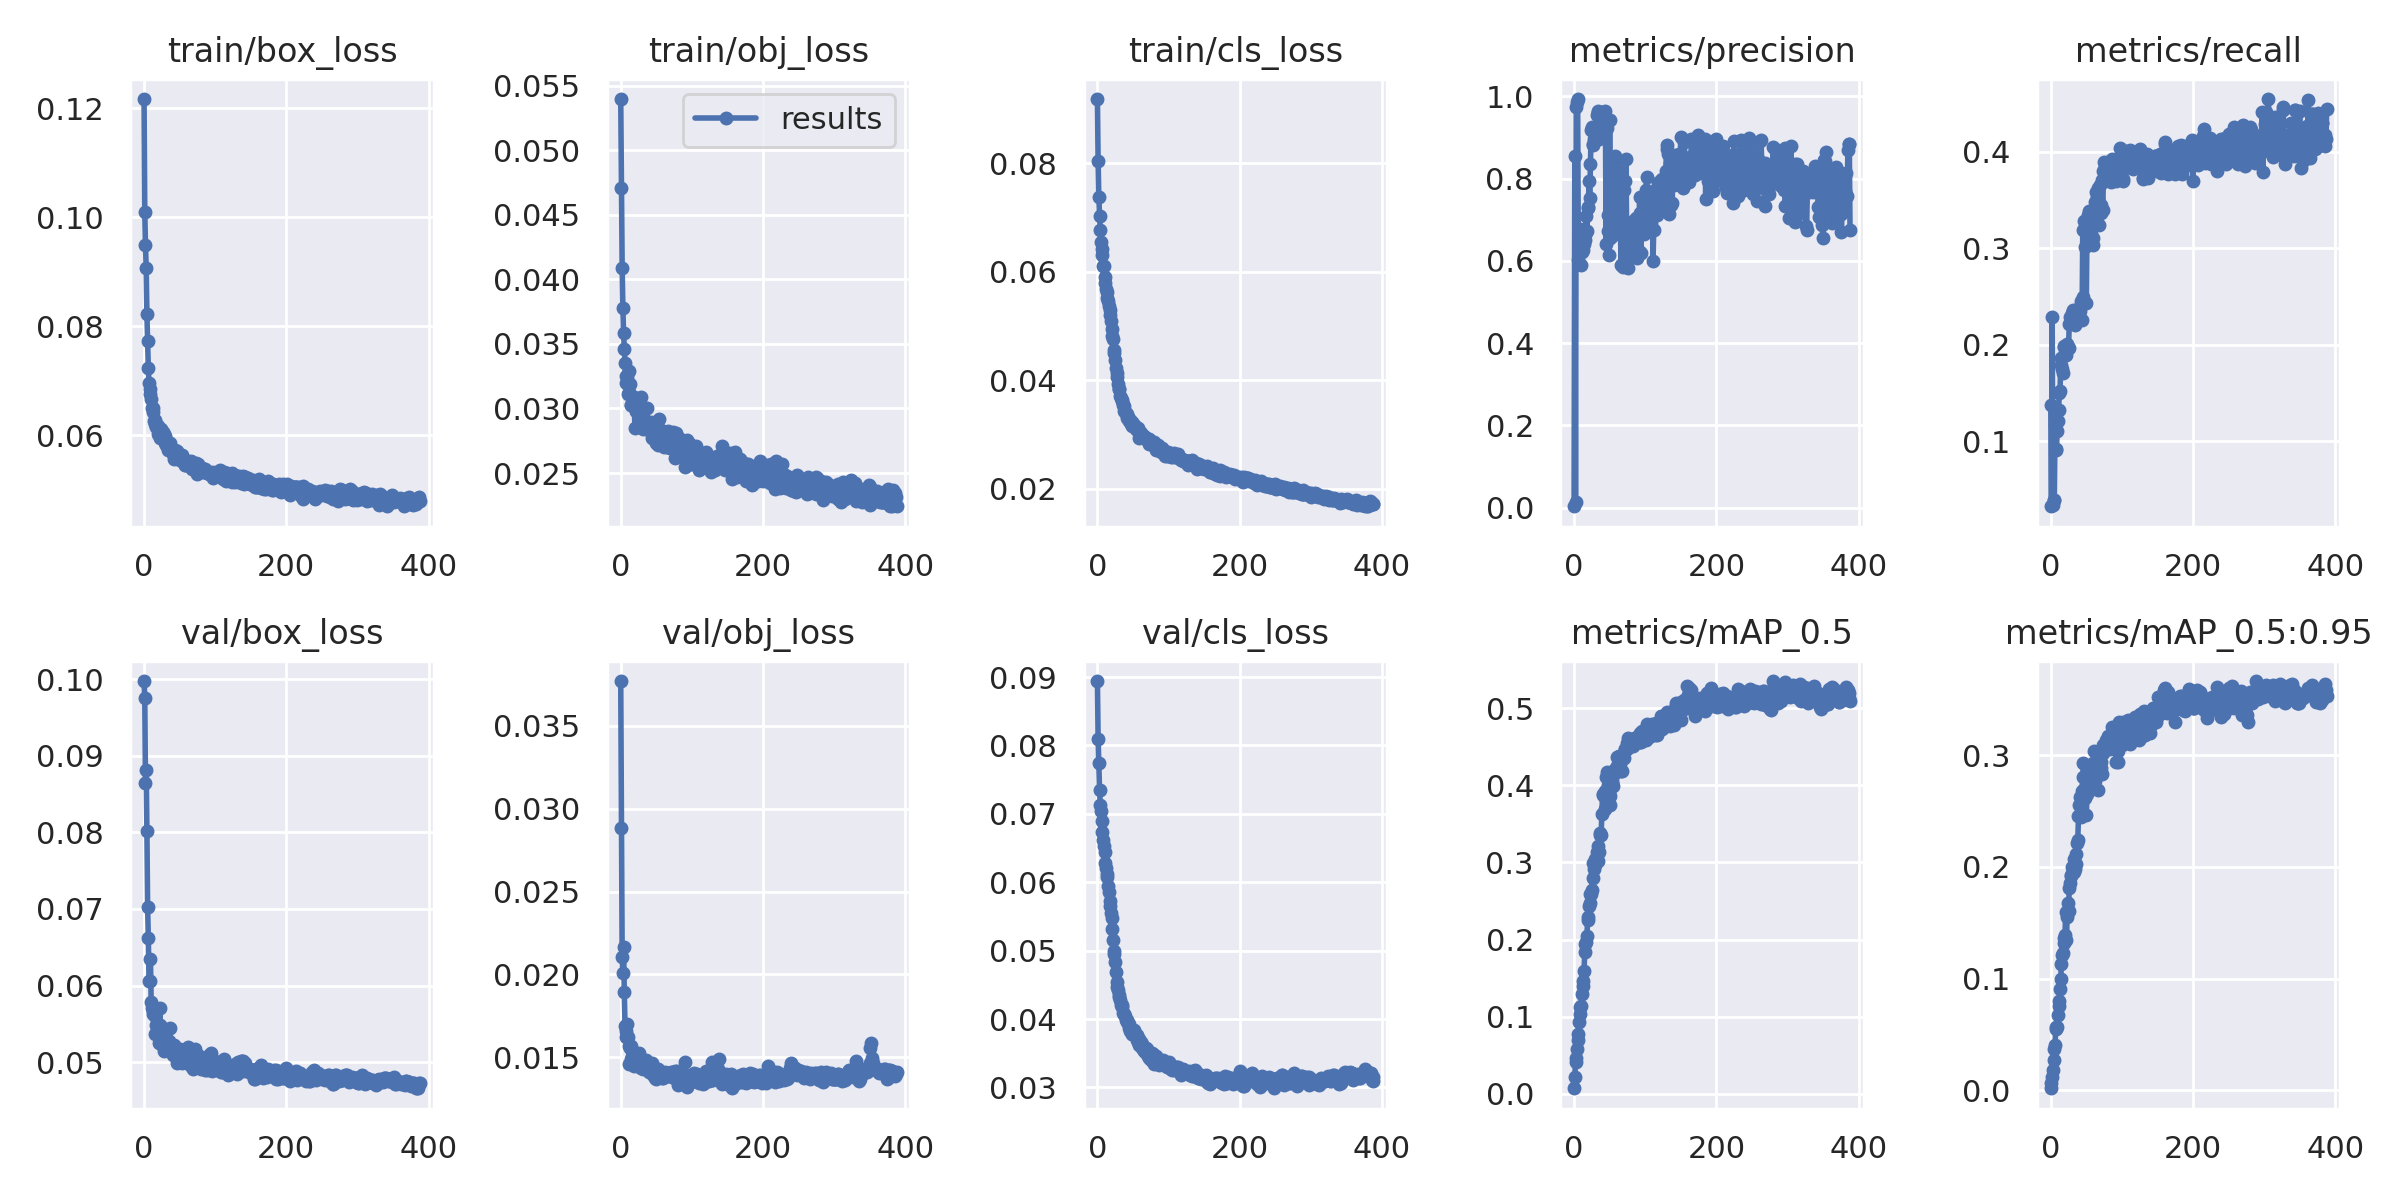 train/box_loss
train/obj_loss
train/cls_loss
metrics/precision
metrics/recall
0.12
0.10
0.08
0.06
0 200 400
0.055
0.050
0.045
0.040
0.035
0.030
0.025
results
0 200 400
0.08
0.06
0.04
0.02
0 200 400
1.0
0.8
0.6
0.4
0.2
0.0
0 200 400
0.4
0.3
0.2
0.1
0 200 400
val/box_loss
val/obj_loss
val/cls_loss
metrics/mAP_0.5
metrics/mAP_0.5:0.95
0.10
0.09
0.08
0.07
0.06
0.05
0 200 400
0.035
0.030
0.025
0.020
0.015
0 200 400
0.09
0.08
0.07
0.06
0.05
0.04
0.03
0 200 400
0.5
0.4
0.3
0.2
0.1
0.0
0 200 400
0.3
0.2
0.1
0.0
0 200 400